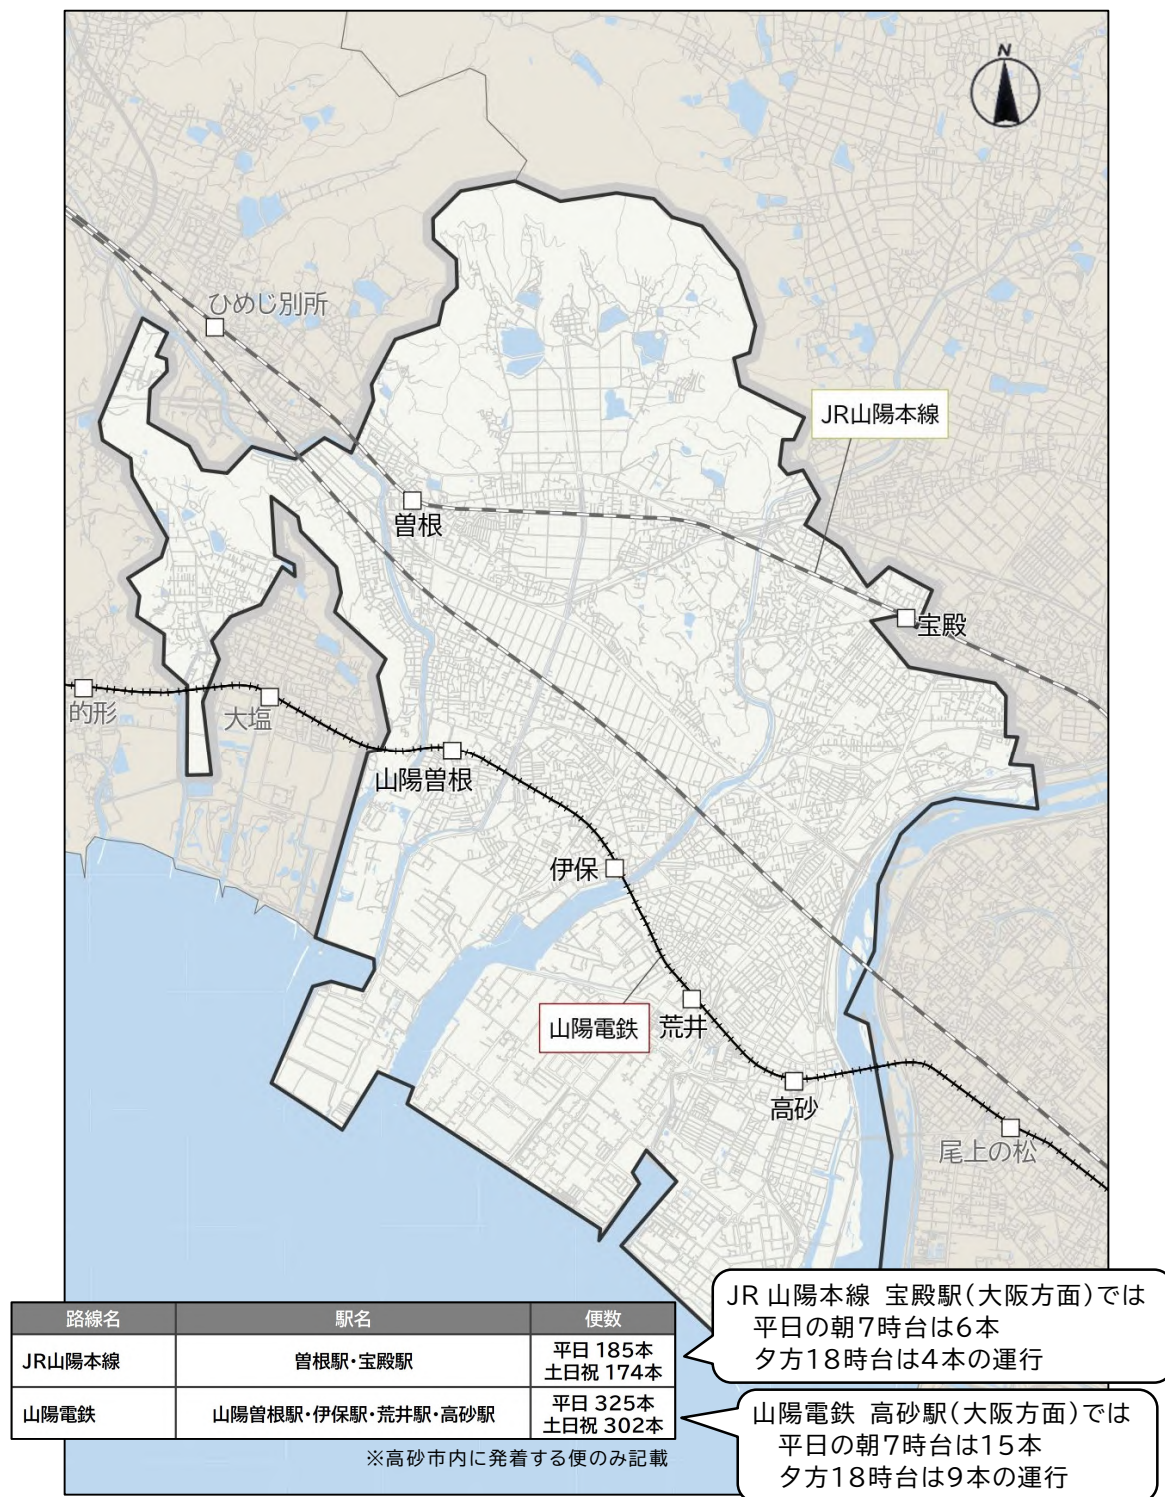 N
ひめじ別所
JR山陽本線
曽根
宝殿
的形
大塩
山陽曽根
伊保
山陽電鉄
荒井
高砂
尾上の松
路線名 駅名 便数
JR山陽本線 曽根駅・宝殿駅 平日 185本
土日祝 174本
山陽電鉄 山陽曽根駅・伊保駅・荒井駅・高砂駅 平日 325本
土日祝 302本
※高砂市内に発着する便のみ記載
JR 山陽本線 宝殿駅(大阪方面)では
平日の朝7時台は6本
夕方18時台は4本の運行
山陽電鉄 高砂駅(大阪方面)では
平日の朝7時台は15本
夕方18時台は9本の運行